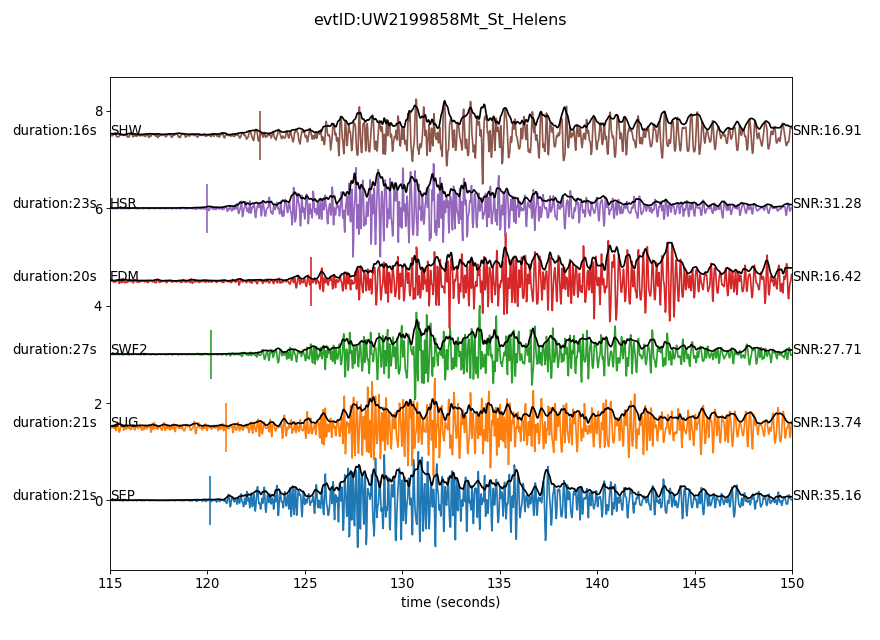 evtID:UW2199858Mt_St_Helens
8
duration:16s SHW SNR:16.91
duration:23s HSR SNR:31.28
6
duration:20s EDM SNR:16.42
4
duration:27s SWF2 SNR:27.71
2
duration:21s SUG SNR:13.74
duration:21s SEP SNR:35.16
0
115 120 125 130 135 140 145 150
time (seconds)